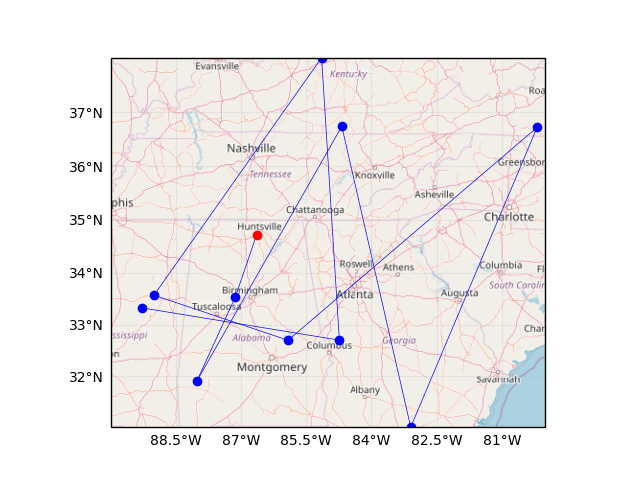 Evansville
Kentucky
Roa
37°N
Nashville
36°N
Greensbor
Knoxville
Tennessee
Asheville
phis
Chattanooga
Charlotte
35°N
Huntsville
34°N
Roswell
Athens
Columbia
Fl
Birmingham
Atlanta
Augusta
South Carolin
Tuscaloosa
33°N
Char
ssissippi
Alabama
Columbus
Georgia
on
Montgomery
32°N
Savannah
Albany
88.5°W
87°W
85.5°W
84°W
82.5°W
81°W